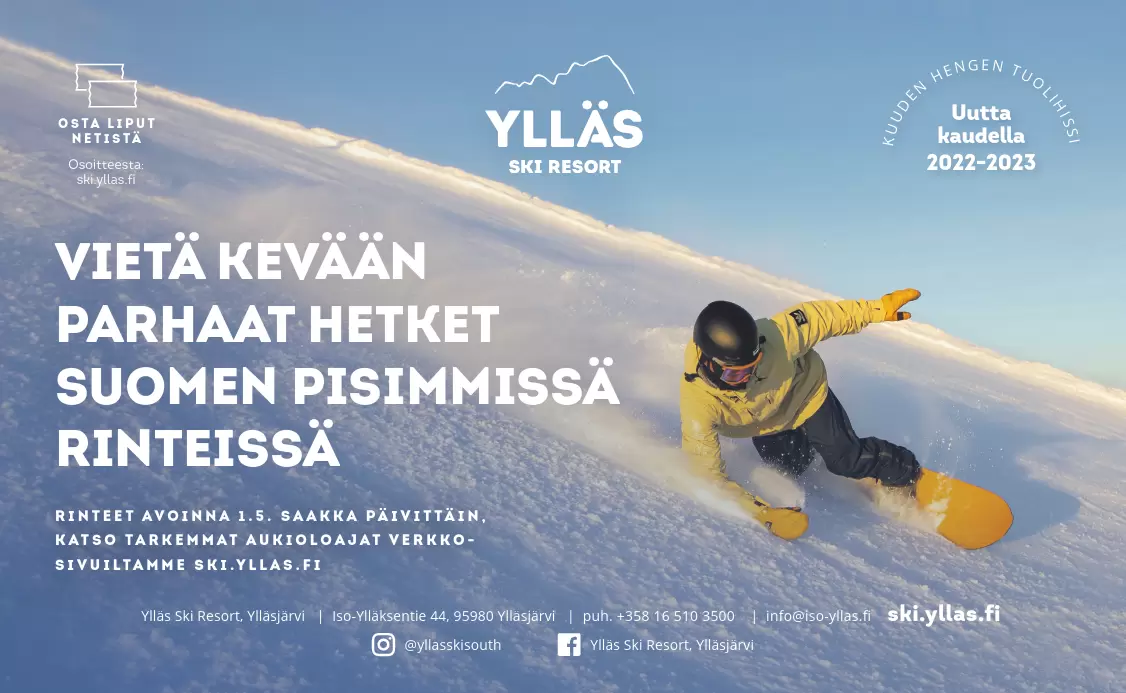 OSTA LIPUT
NETISTÄ
Osoitteesta:
ski.yllas.fi
YLLÄS
SKI RESORT
KUUDEN HENGEN TUOLIHISSI
Uutta
kaudella
2022-2023
VIETÄ KEVÄÄN
PARHAAT HETKET
SUOMEN PISIMMISSÄ
RINTEISSÄ
RINTEET AVOINNA 1.5. SAAKKA PÄIVITTÄIN,
KATSO TARKEMMAT AUKIOLOAJAT VERKKO-
SIVUILTAMME SKI.YLLAS.FI
Ylläs Ski Resort, Ylläsjärvi | Iso-Ylläksentie 44, 95980 Ylläsjärvi | puh. +358 16 510 3500 | info@iso-yllas.fi ski.yllas.fi
@yllasskisouth Ylläs Ski Resort, Ylläsjärvi